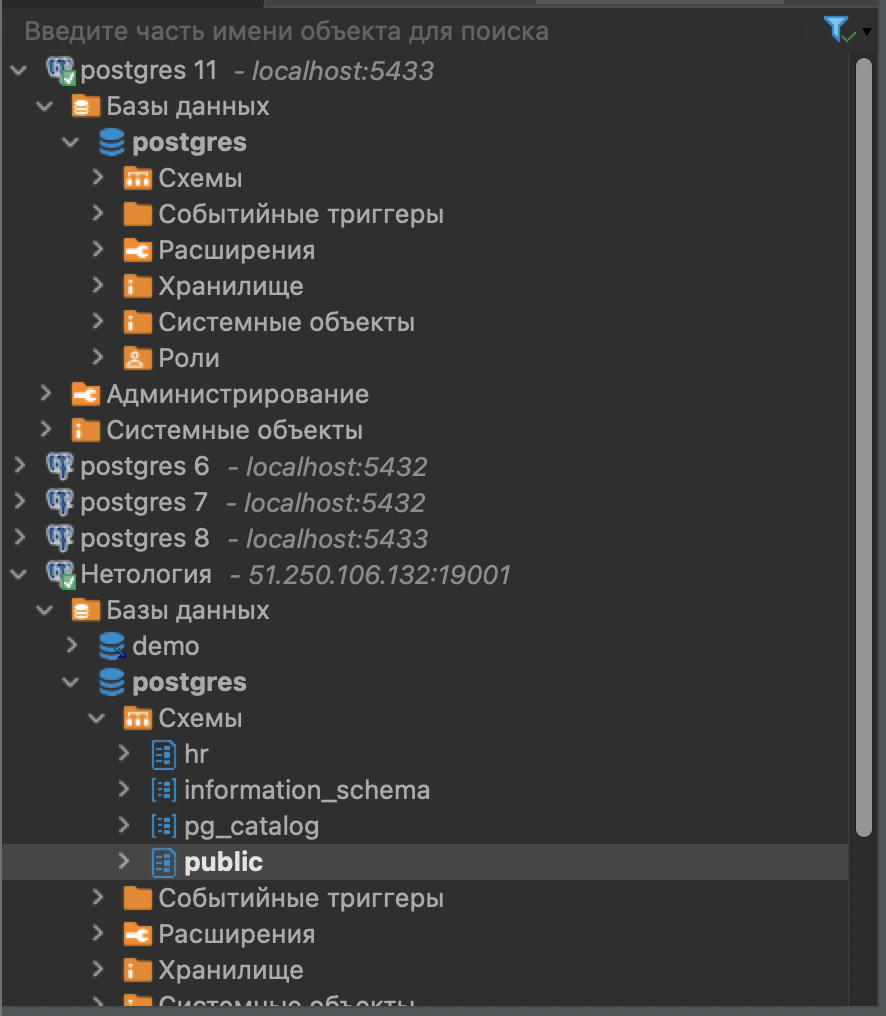 Введите часть имени объекта для поиска
postgres 11 - localhost:5433
Базы данных
postgres
Схемы
Событийные триггеры
Расширения
Хранилище
Системные объекты
Роли
Администрирование
Системные объекты
postgres 6 - localhost:5432
postgres 7 - localhost:5432
postgres 8 - localhost:5433
Нетология - 51.250.106.132:19001
Базы данных
demo
postgres
Схемы
hr
information_schema
pg_catalog
public
Событийные триггеры
Расширения
Хранилище
Системные объекты